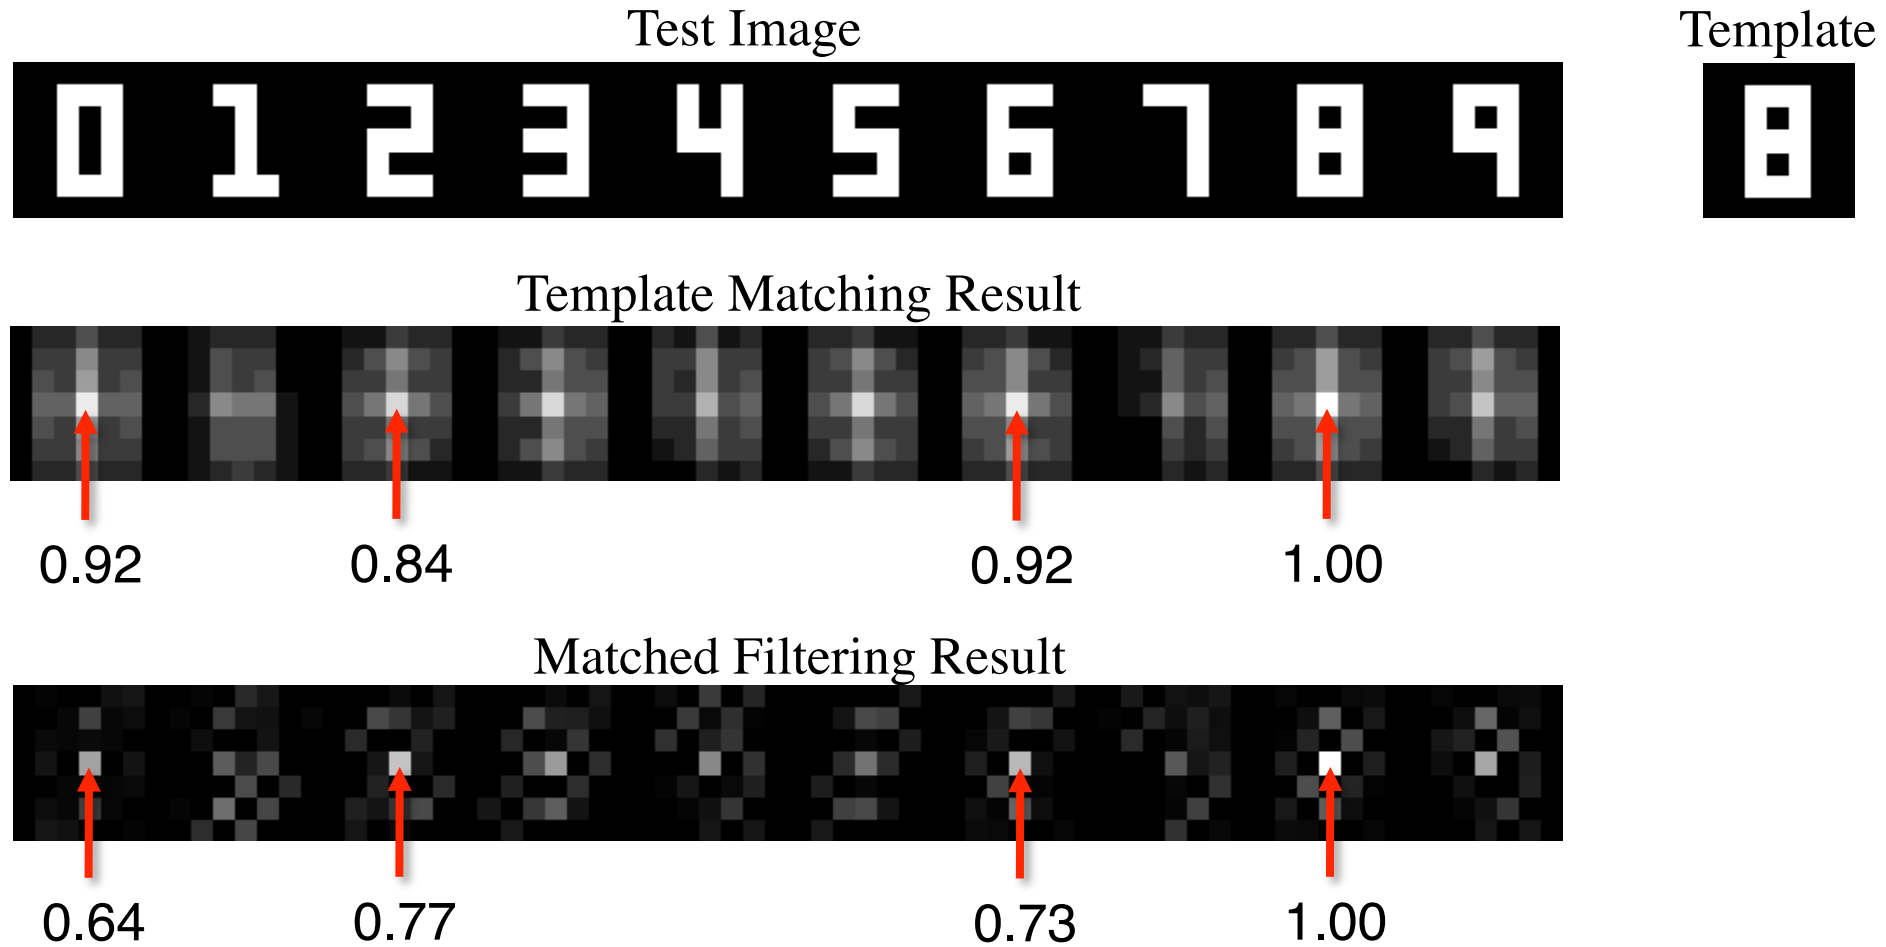 Test Image
Template
0 1 2 3 4 5 6 7 8 9
8
Template Matching Result
0.92 0.84 0.92 1.00
Matched Filtering Result
0.64 0.77 0.73 1.00